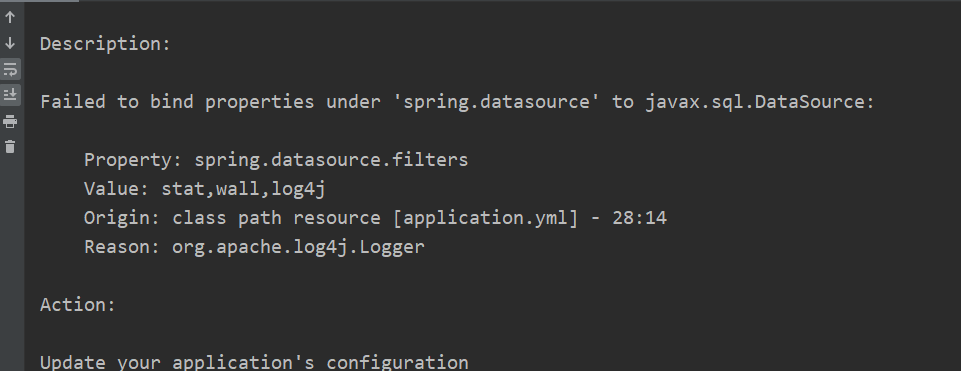 Description:
Failed to bind properties under 'spring.datasource' to javax.sql.DataSource:
Property: spring.datasource.filters
Value: stat,wall,log4j
Origin: class path resource [application.yml] - 28:14
Reason: org.apache.log4j.Logger
Action:
Update your application's configuration